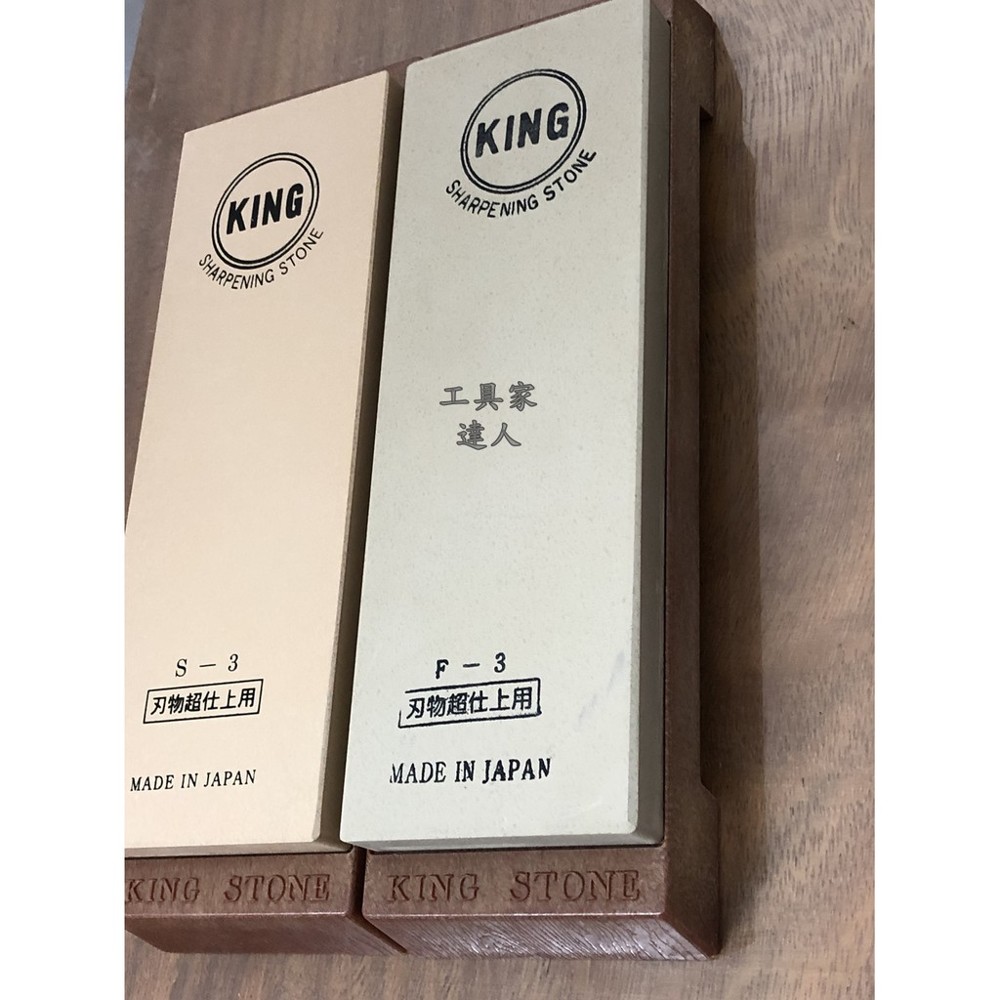 KING
SHARPENING STONE
S－3
刃物超仕上用
MADE IN JAPAN
KING STONE
KING
SHARPENING STONE
工具家
達人
F－3
刃物超仕上用
MADE IN JAPAN
KING STONE